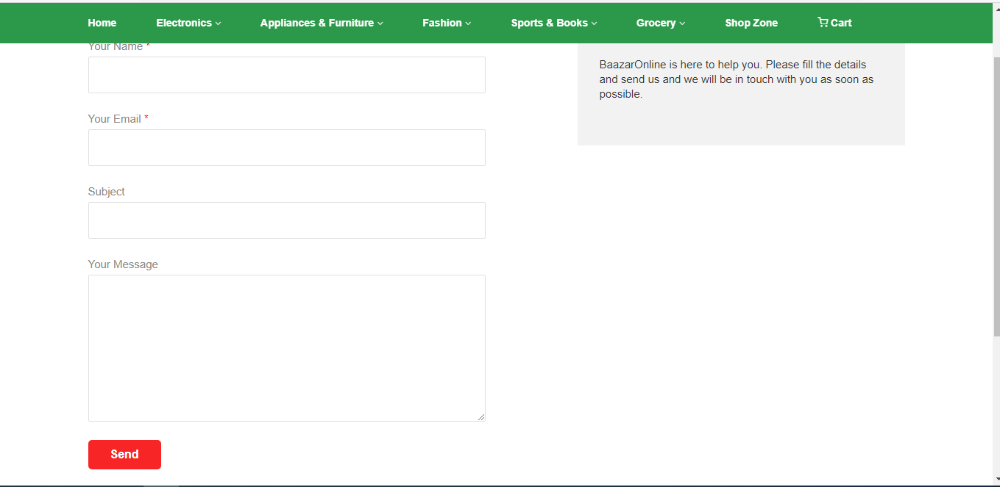 Home Electronics Appliances & Furniture Fashion Sports & Books Grocery Shop Zone Cart
Your Name *
Your Email *
Subject
Your Message
Send
BaazarOnline is here to help you. Please fill the details
and send us and we will be in touch with you as soon as
possible.